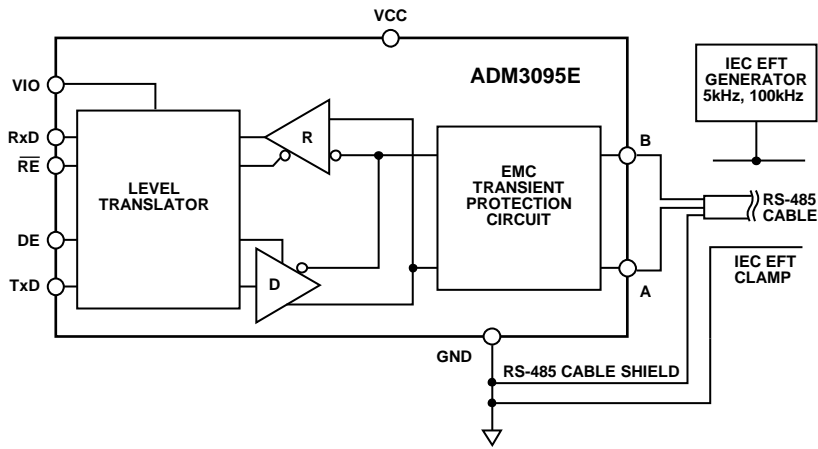 VCC
ADM3095E
IEC EFT
GENERATOR
5kHz, 100kHz
VIO
RxD
R̅E̅
DE
TxD
LEVEL
TRANSLATOR
R
D
EMC
TRANSIENT
PROTECTION
CIRCUIT
B
A
RS-485
CABLE
IEC EFT
CLAMP
GND
RS-485 CABLE SHIELD